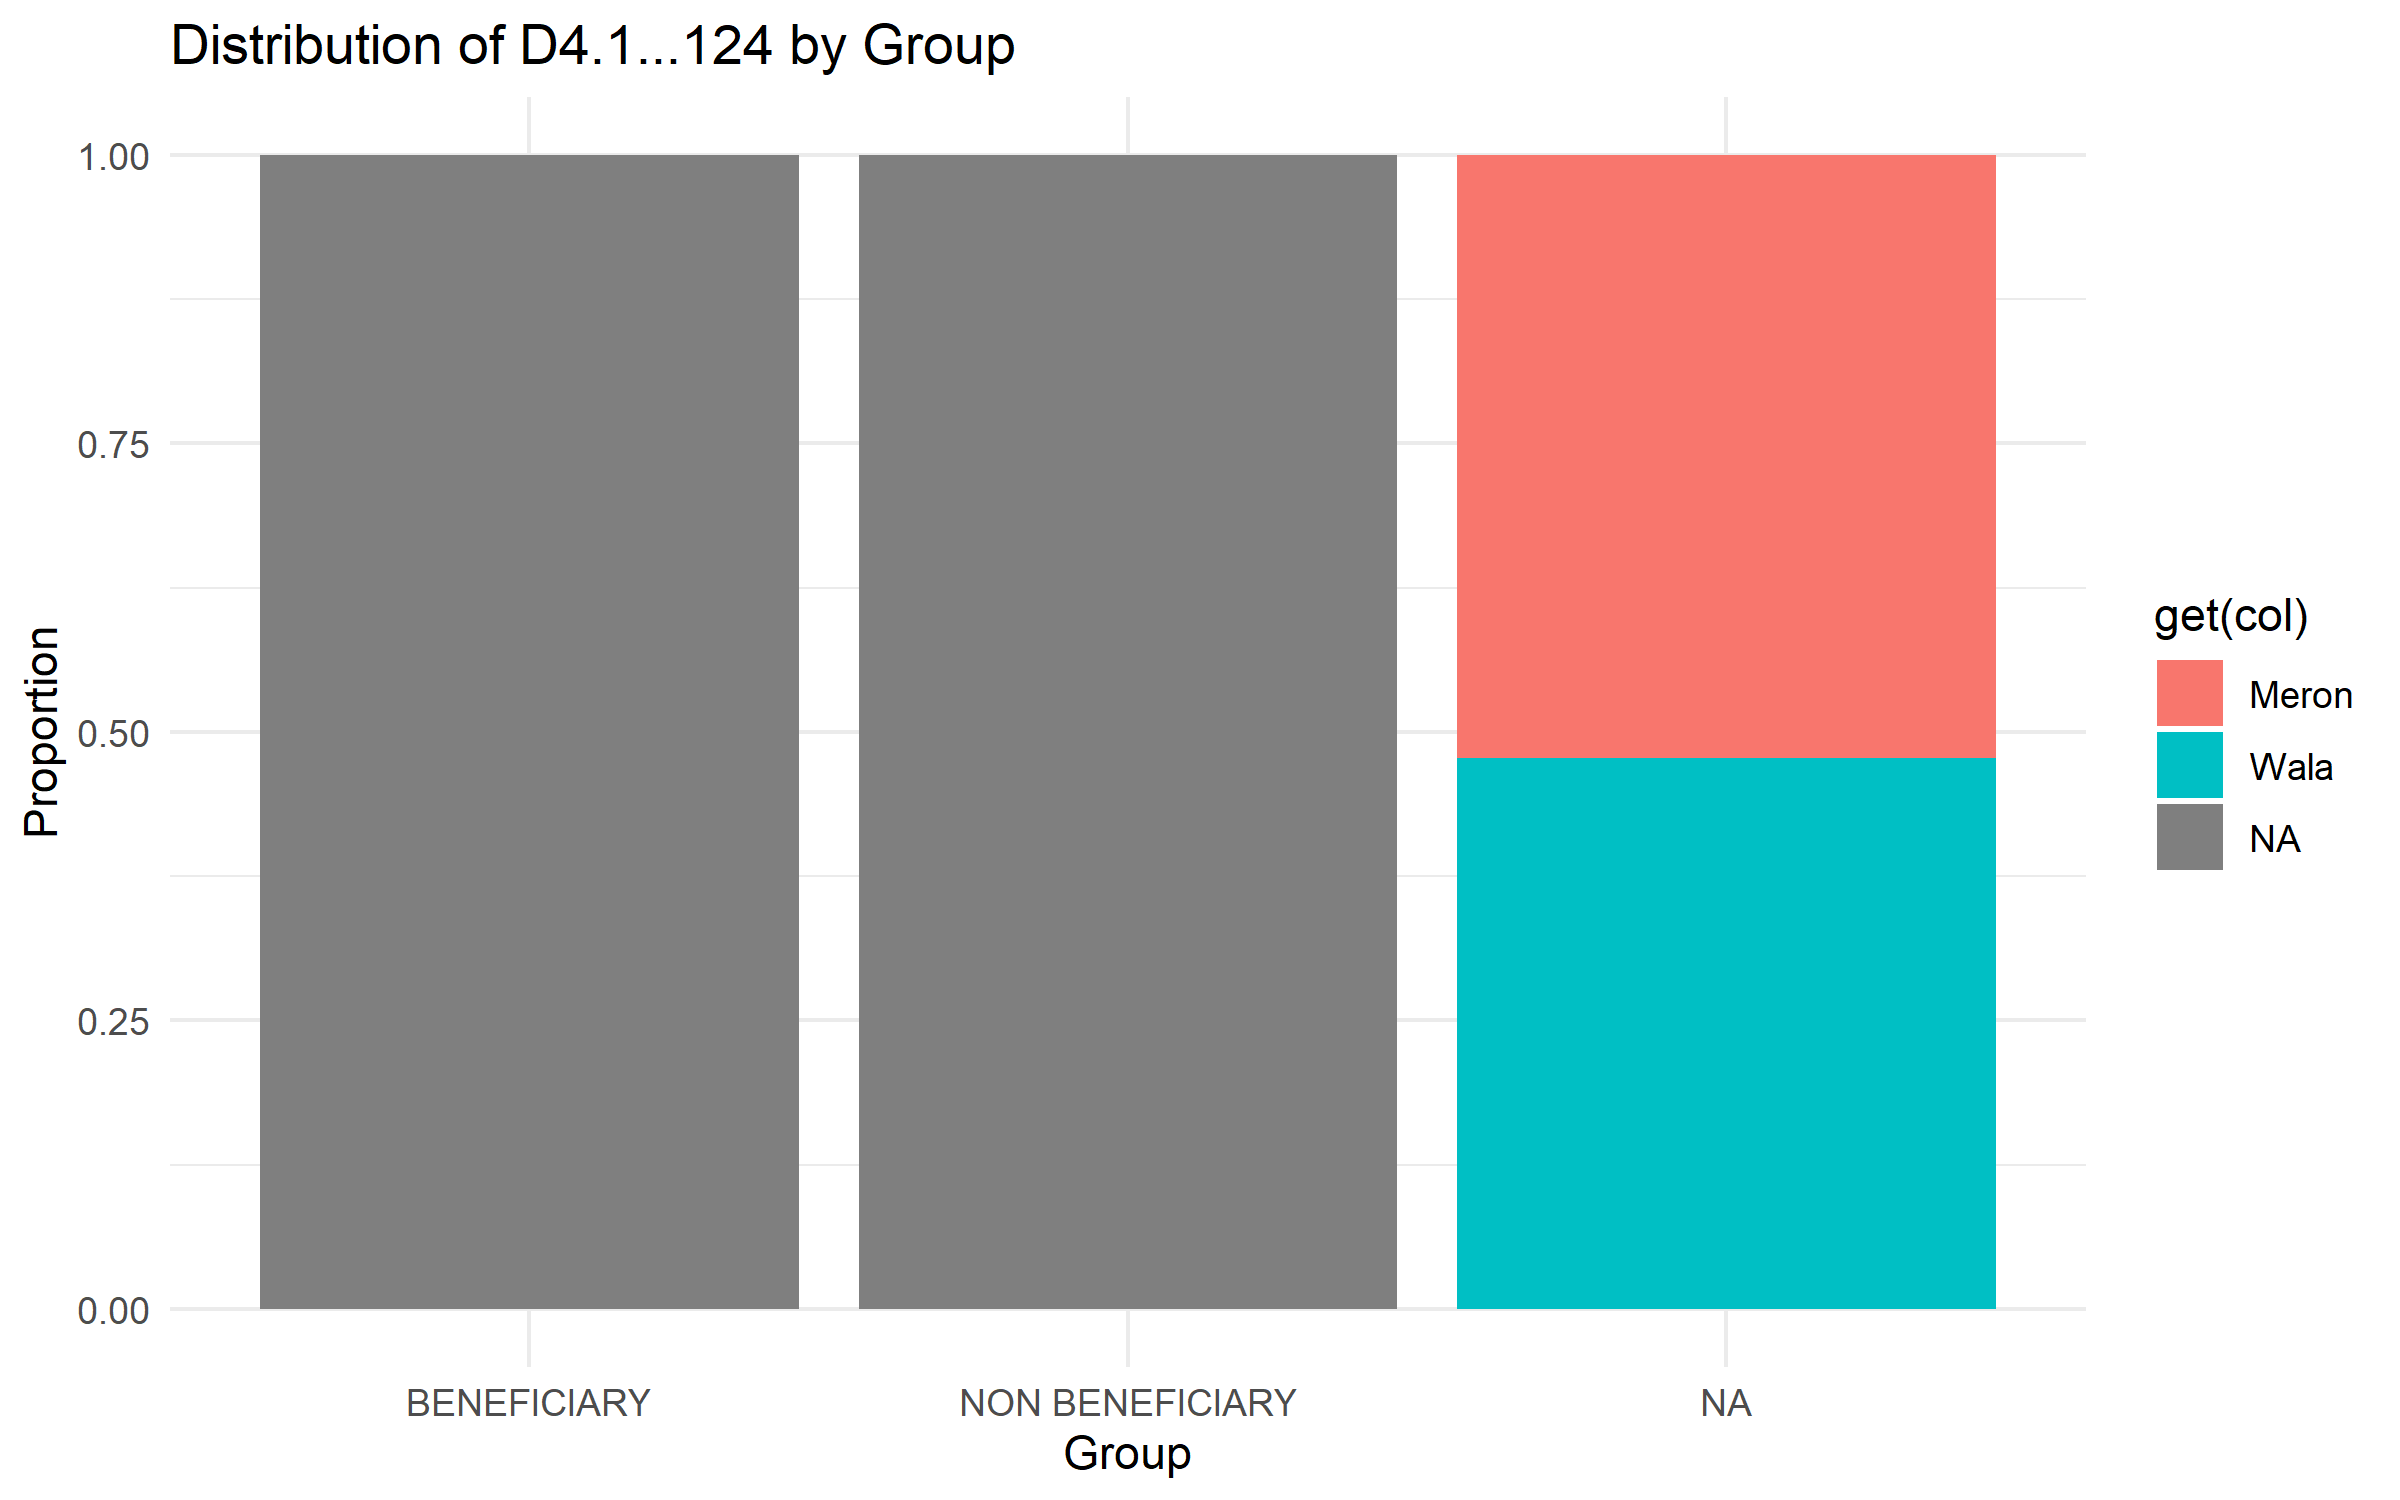 Distribution of D4.1...124 by Group
1.00
0.75
0.50
0.25
0.00
Proportion
BENEFICIARY
NON BENEFICIARY
NA
Group
get(col)
Meron
Wala
NA